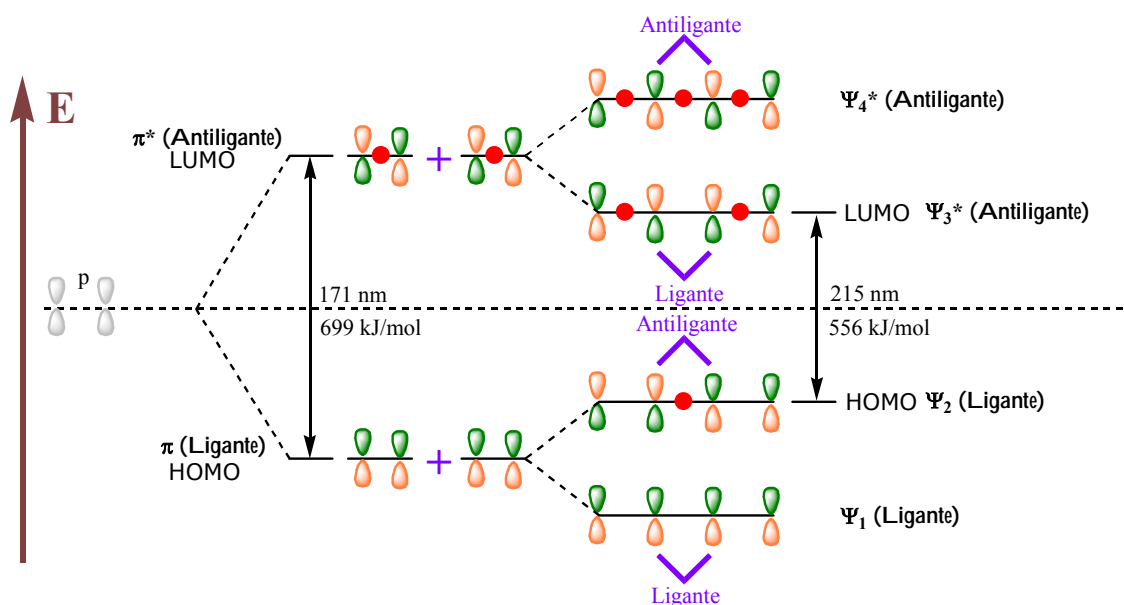 Antiligante
E
Ψ4* (Antiligante)
π* (Antiligante)
LUMO
+
LUMO Ψ3* (Antiligante)
p
Ligante
171 nm
215 nm
699 kJ/mol
Antiligante
556 kJ/mol
HOMO Ψ2 (Ligante)
π (Ligante)
HOMO
+
Ψ1 (Ligante)
Ligante